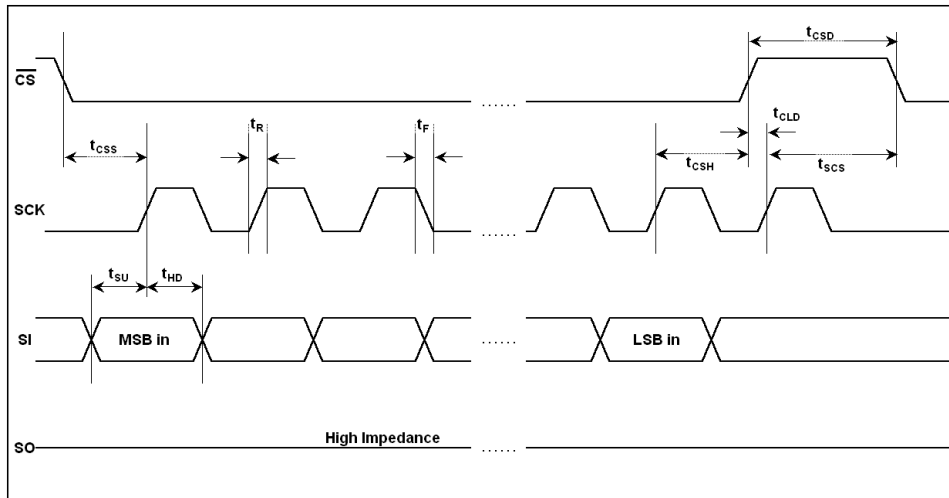 tCSD
CS
......
......
tR
tF
tCLD
tCSS
tCSH
tSCS
SCK
......
......
tSU
tHD
SI
MSB in
......
LSB in
......
High Impedance
SO
......